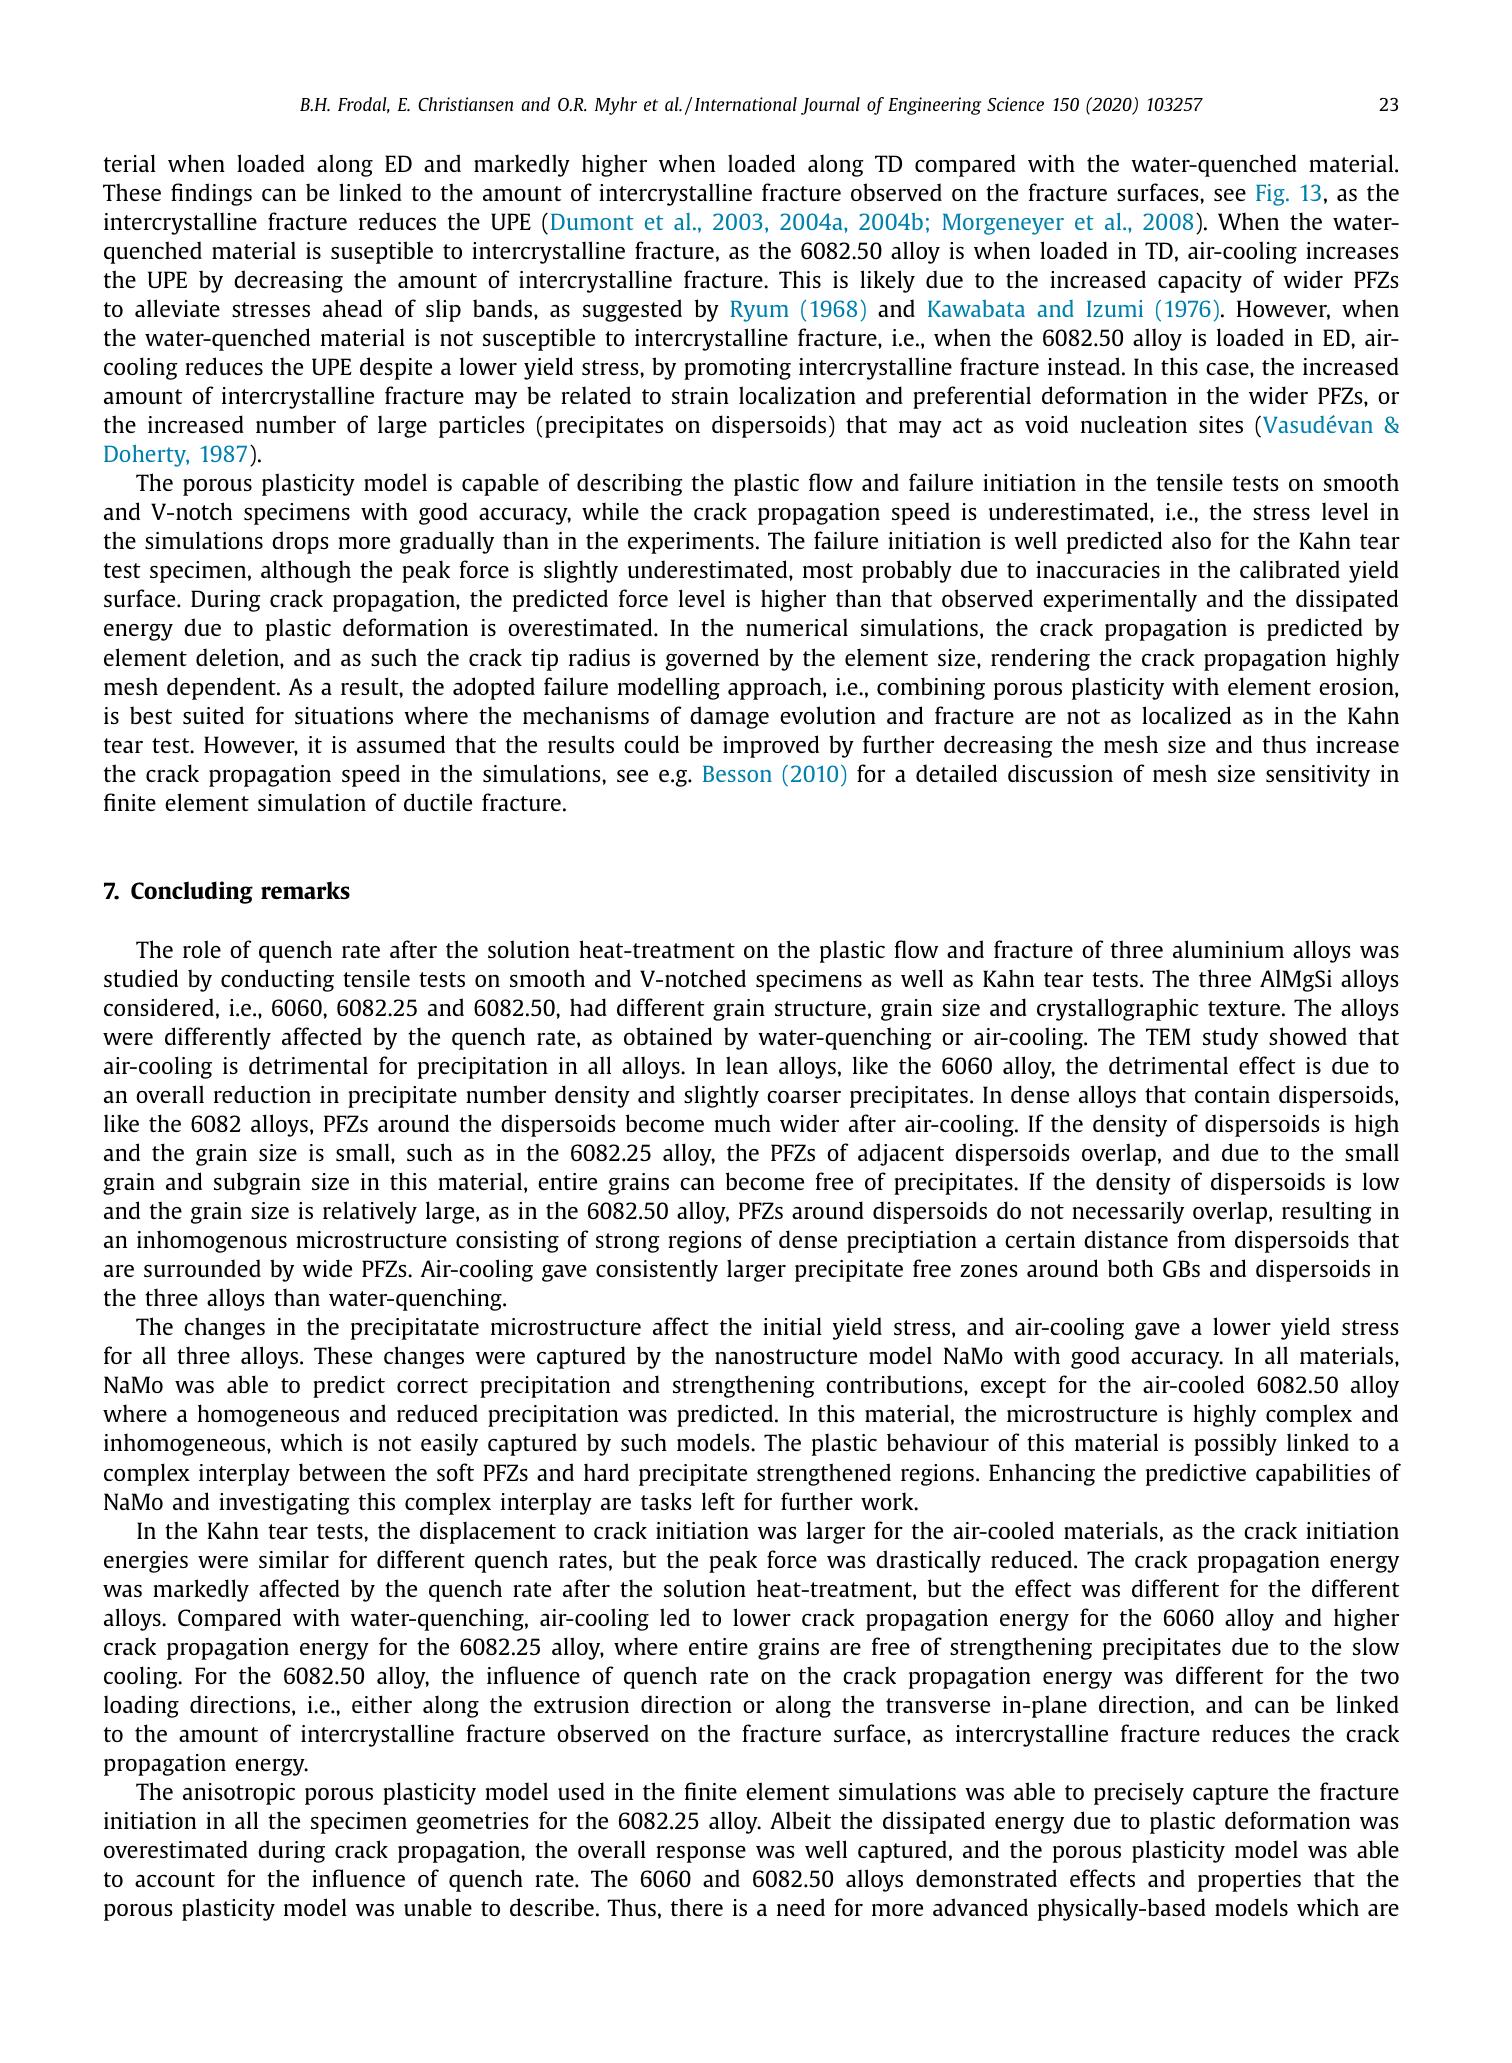 B.H. Frodal, E. Christiansen and O.R. Myhr et al. / International Journal of Engineering Science 150 (2020) 103257 23
terial when loaded along ED and markedly higher when loaded along TD compared with the water-quenched material.
These findings can be linked to the amount of intercrystalline fracture observed on the fracture surfaces, see Fig. 13, as the
intercrystalline fracture reduces the UPE (Dumont et al., 2003, 2004a, 2004b; Morgeneyer et al., 2008). When the water-
quenched material is suseptible to intercrystalline fracture, as the 6082.50 alloy is when loaded in TD, air-cooling increases
the UPE by decreasing the amount of intercrystalline fracture. This is likely due to the increased capacity of wider PFZs
to alleviate stresses ahead of slip bands, as suggested by Ryum (1968) and Kawabata and Izumi (1976). However, when
the water-quenched material is not susceptible to intercrystalline fracture, i.e., when the 6082.50 alloy is loaded in ED, air-
cooling reduces the UPE despite a lower yield stress, by promoting intercrystalline fracture instead. In this case, the increased
amount of intercrystalline fracture may be related to strain localization and preferential deformation in the wider PFZs, or
the increased number of large particles (precipitates on dispersoids) that may act as void nucleation sites (Vasudévan &
Doherty, 1987).
The porous plasticity model is capable of describing the plastic flow and failure initiation in the tensile tests on smooth
and V-notch specimens with good accuracy, while the crack propagation speed is underestimated, i.e., the stress level in
the simulations drops more gradually than in the experiments. The failure initiation is well predicted also for the Kahn tear
test specimen, although the peak force is slightly underestimated, most probably due to inaccuracies in the calibrated yield
surface. During crack propagation, the predicted force level is higher than that observed experimentally and the dissipated
energy due to plastic deformation is overestimated. In the numerical simulations, the crack propagation is predicted by
element deletion, and as such the crack tip radius is governed by the element size, rendering the crack propagation highly
mesh dependent. As a result, the adopted failure modelling approach, i.e., combining porous plasticity with element erosion,
is best suited for situations where the mechanisms of damage evolution and fracture are not as localized as in the Kahn
tear test. However, it is assumed that the results could be improved by further decreasing the mesh size and thus increase
the crack propagation speed in the simulations, see e.g. Besson (2010) for a detailed discussion of mesh size sensitivity in
finite element simulation of ductile fracture.
7. Concluding remarks
The role of quench rate after the solution heat-treatment on the plastic flow and fracture of three aluminium alloys was
studied by conducting tensile tests on smooth and V-notched specimens as well as Kahn tear tests. The three AlMgSi alloys
considered, i.e., 6060, 6082.25 and 6082.50, had different grain structure, grain size and crystallographic texture. The alloys
were differently affected by the quench rate, as obtained by water-quenching or air-cooling. The TEM study showed that
air-cooling is detrimental for precipitation in all alloys. In lean alloys, like the 6060 alloy, the detrimental effect is due to
an overall reduction in precipitate number density and slightly coarser precipitates. In dense alloys that contain dispersoids,
like the 6082 alloys, PFZs around the dispersoids become much wider after air-cooling. If the density of dispersoids is high
and the grain size is small, such as in the 6082.25 alloy, the PFZs of adjacent dispersoids overlap, and due to the small
grain and subgrain size in this material, entire grains can become free of precipitates. If the density of dispersoids is low
and the grain size is relatively large, as in the 6082.50 alloy, PFZs around dispersoids do not necessarily overlap, resulting in
an inhomogenous microstructure consisting of strong regions of dense preciptiation a certain distance from dispersoids that
are surrounded by wide PFZs. Air-cooling gave consistently larger precipitate free zones around both GBs and dispersoids in
the three alloys than water-quenching.
The changes in the precipitatate microstructure affect the initial yield stress, and air-cooling gave a lower yield stress
for all three alloys. These changes were captured by the nanostructure model NaMo with good accuracy. In all materials,
NaMo was able to predict correct precipitation and strengthening contributions, except for the air-cooled 6082.50 alloy
where a homogeneous and reduced precipitation was predicted. In this material, the microstructure is highly complex and
inhomogeneous, which is not easily captured by such models. The plastic behaviour of this material is possibly linked to a
complex interplay between the soft PFZs and hard precipitate strengthened regions. Enhancing the predictive capabilities of
NaMo and investigating this complex interplay are tasks left for further work.
In the Kahn tear tests, the displacement to crack initiation was larger for the air-cooled materials, as the crack initiation
energies were similar for different quench rates, but the peak force was drastically reduced. The crack propagation energy
was markedly affected by the quench rate after the solution heat-treatment, but the effect was different for the different
alloys. Compared with water-quenching, air-cooling led to lower crack propagation energy for the 6060 alloy and higher
crack propagation energy for the 6082.25 alloy, where entire grains are free of strengthening precipitates due to the slow
cooling. For the 6082.50 alloy, the influence of quench rate on the crack propagation energy was different for the two
loading directions, i.e., either along the extrusion direction or along the transverse in-plane direction, and can be linked
to the amount of intercrystalline fracture observed on the fracture surface, as intercrystalline fracture reduces the crack
propagation energy.
The anisotropic porous plasticity model used in the finite element simulations was able to precisely capture the fracture
initiation in all the specimen geometries for the 6082.25 alloy. Albeit the dissipated energy due to plastic deformation was
overestimated during crack propagation, the overall response was well captured, and the porous plasticity model was able
to account for the influence of quench rate. The 6060 and 6082.50 alloys demonstrated effects and properties that the
porous plasticity model was unable to describe. Thus, there is a need for more advanced physically-based models which are